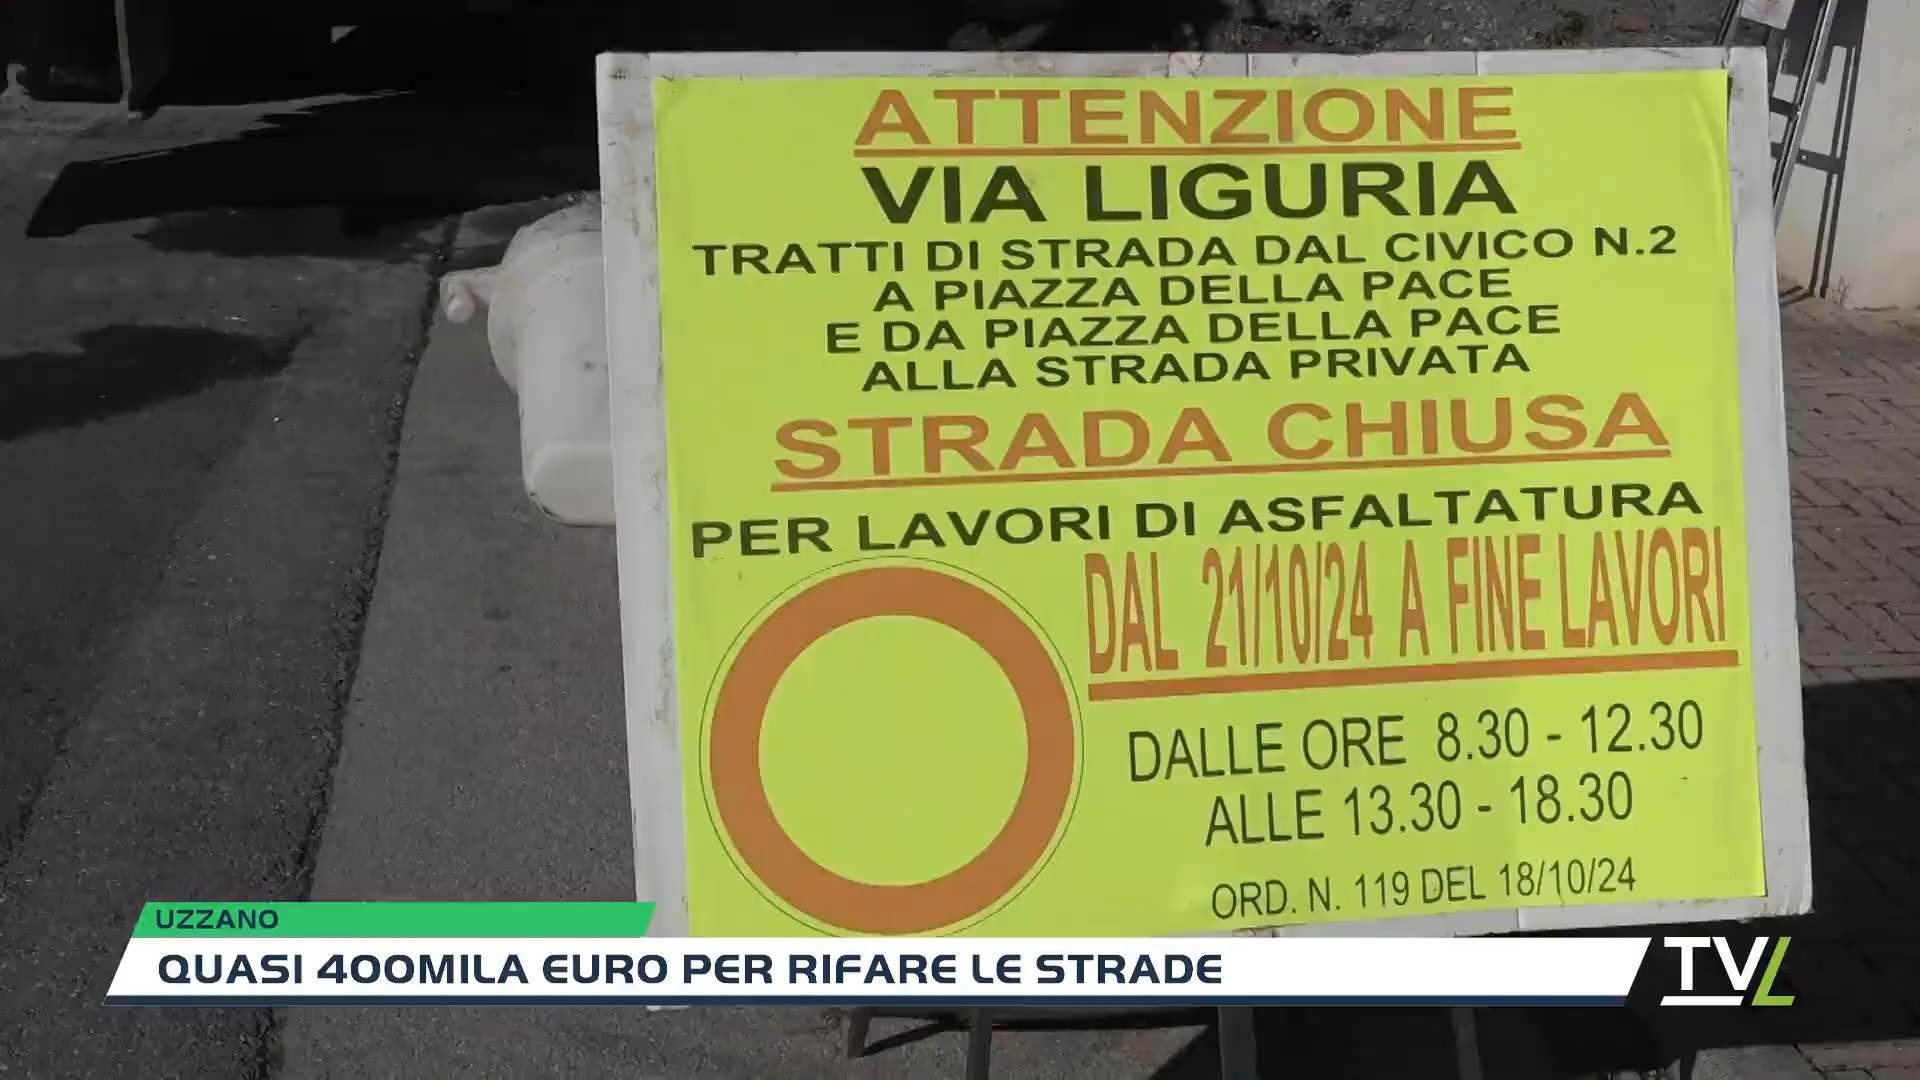 ATTENZIONE
VIA LIGURIA
TRATTI DI STRADA DAL CIVICO N.2
A PIAZZA DELLA PACE
E DA PIAZZA DELLA PACE
ALLA STRADA PRIVATA
STRADA CHIUSA
PER LAVORI DI ASFALTATURA
DAL 21/10/24 A FINE LAVORI
DALLE ORE 8.30 - 12.30
ALLE 13.30 - 18.30
ORD. N. 119 DEL 18/10/24
UZZANO
QUASI 400MILA EURO PER RIFARE LE STRADE
TVL